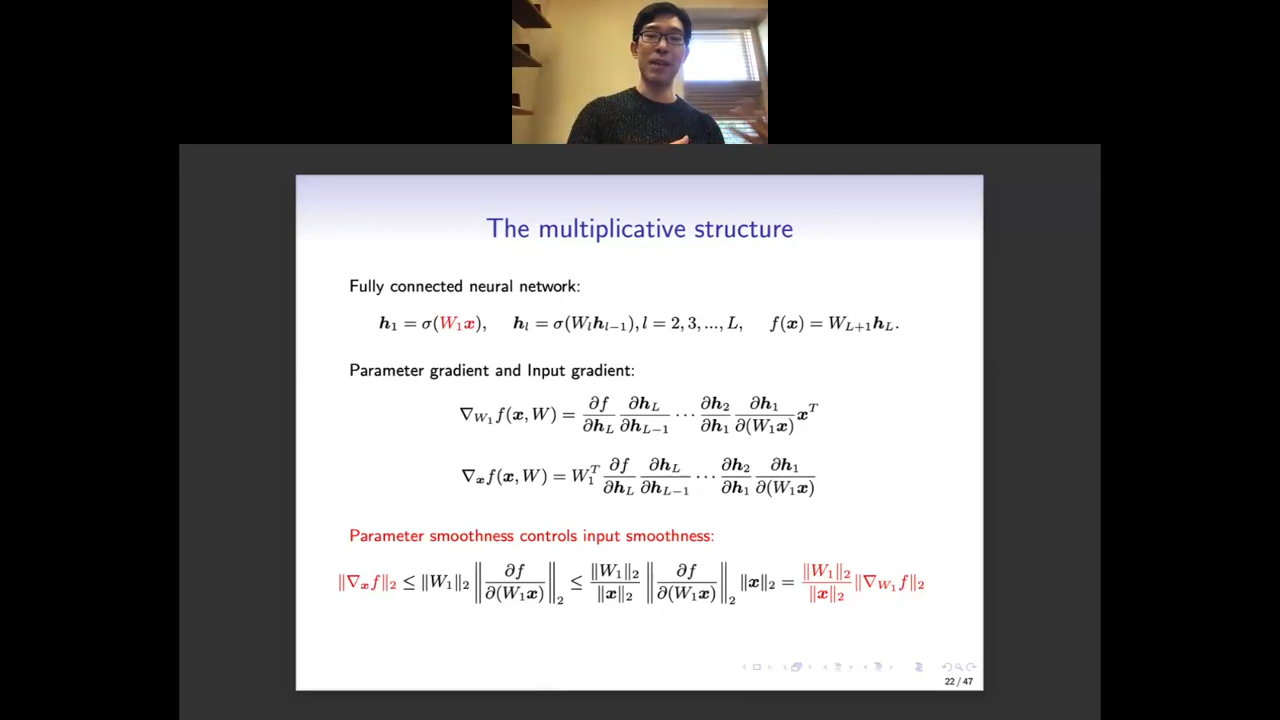 The multiplicative structure
Fully connected neural network:
h₁ = σ(W₁x), h_l = σ(W_l h_{l−1}), l = 2, 3, ..., L, f(x) = W_{L+1}h_L.
Parameter gradient and Input gradient:
∇_{W₁} f(x, W) = ∂f/∂h_L ∂h_L/∂h_{L−1} ⋯ ∂h₂/∂h₁ ∂h₁/∂(W₁x) x^T
∇_x f(x, W) = W₁^T ∂f/∂h_L ∂h_L/∂h_{L−1} ⋯ ∂h₂/∂h₁ ∂h₁/∂(W₁x)
Parameter smoothness controls input smoothness:
‖∇_x f‖₂ ≤ ‖W₁‖₂ ‖∂f/∂(W₁x)‖₂ ≤ ‖W₁‖₂/‖x‖₂ ‖∂f/∂(W₁x)‖₂ ‖x‖₂ = ‖W₁‖₂/‖x‖₂ ‖∇_{W₁} f‖₂
22 / 47